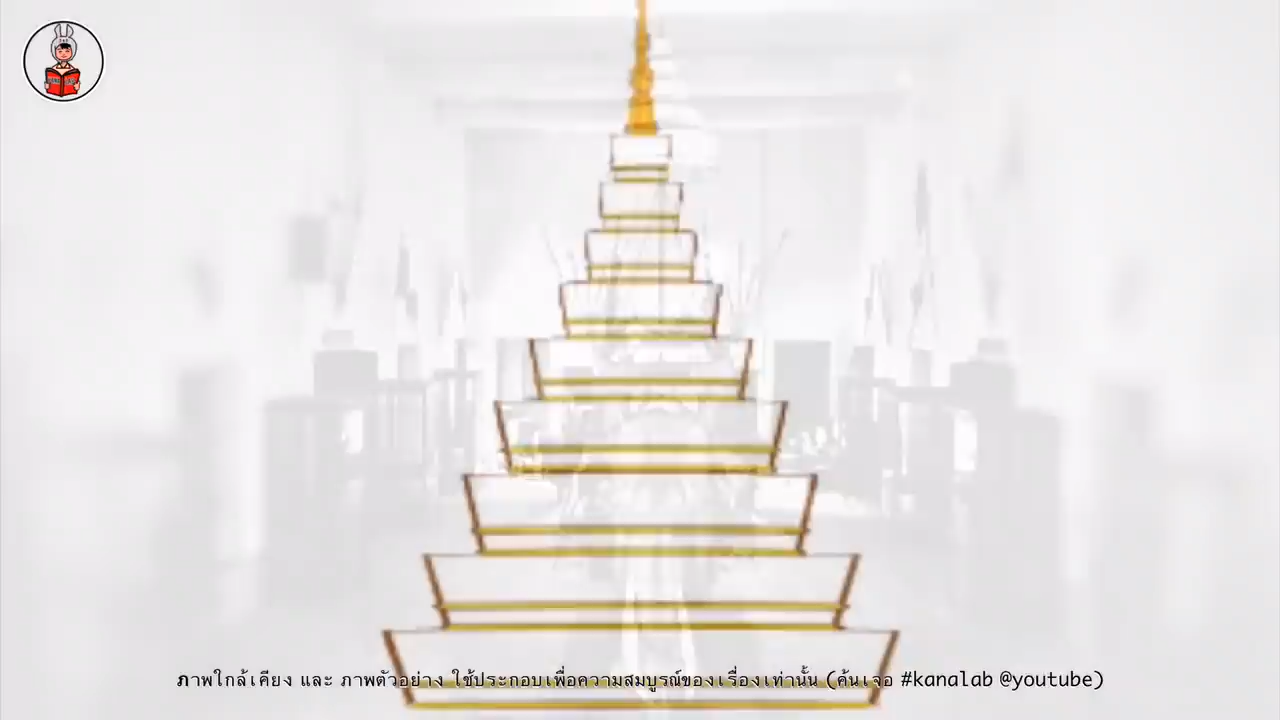 ภาพใกล้เคียง และ ภาพตัวอย่าง ใช้ประกอบเพื่อความสมบูรณ์ของเรื่องเท่านั้น (ค้นเจอ #kanalab @youtube)